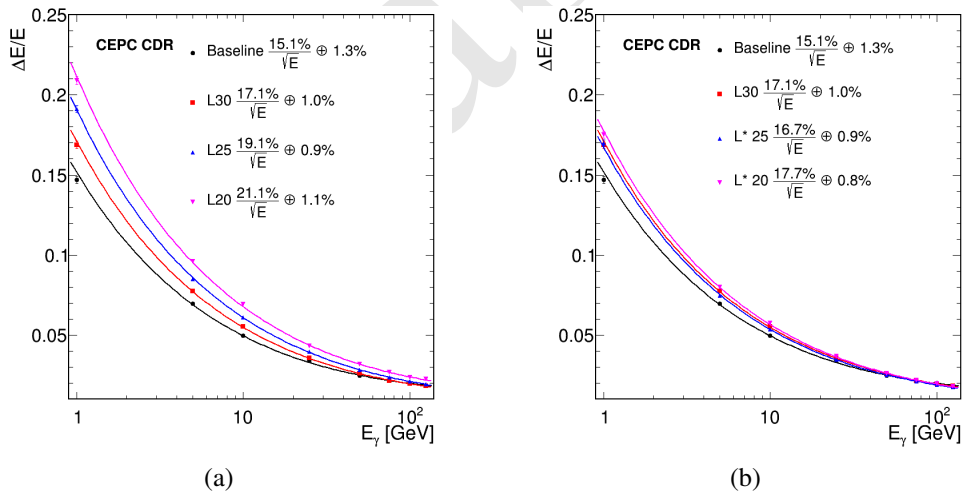 ΔE/E
0.25
0.2
0.15
0.1
0.05
CEPC CDR
Baseline 15.1%/√E ⊕ 1.3%
L30 17.1%/√E ⊕ 1.0%
L25 19.1%/√E ⊕ 0.9%
L20 21.1%/√E ⊕ 1.1%
1 10 10²
E_γ [GeV]
(a)
ΔE/E
0.25
0.2
0.15
0.1
0.05
CEPC CDR
Baseline 15.1%/√E ⊕ 1.3%
L30 17.1%/√E ⊕ 1.0%
L* 25 16.7%/√E ⊕ 0.9%
L* 20 17.7%/√E ⊕ 0.8%
1 10 10²
E_γ [GeV]
(b)